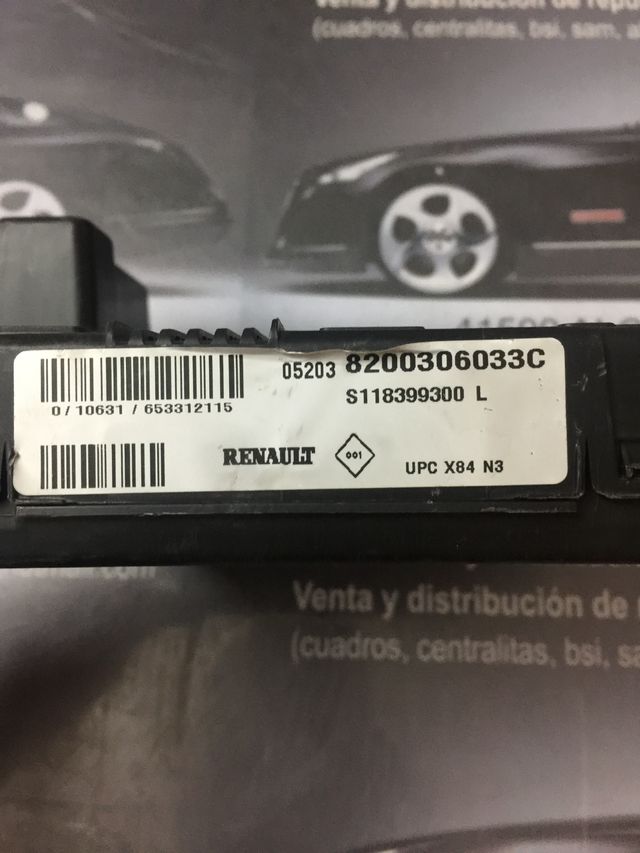 Venta y distribución de
(cuadros, centralitas, bsi, sam, a
05203 8200306033C
S118399300 L
0/10631/653312115
RENAULT 001 UPC X84 N3
Venta y distribución de
(cuadros, centralitas, bsi, sa